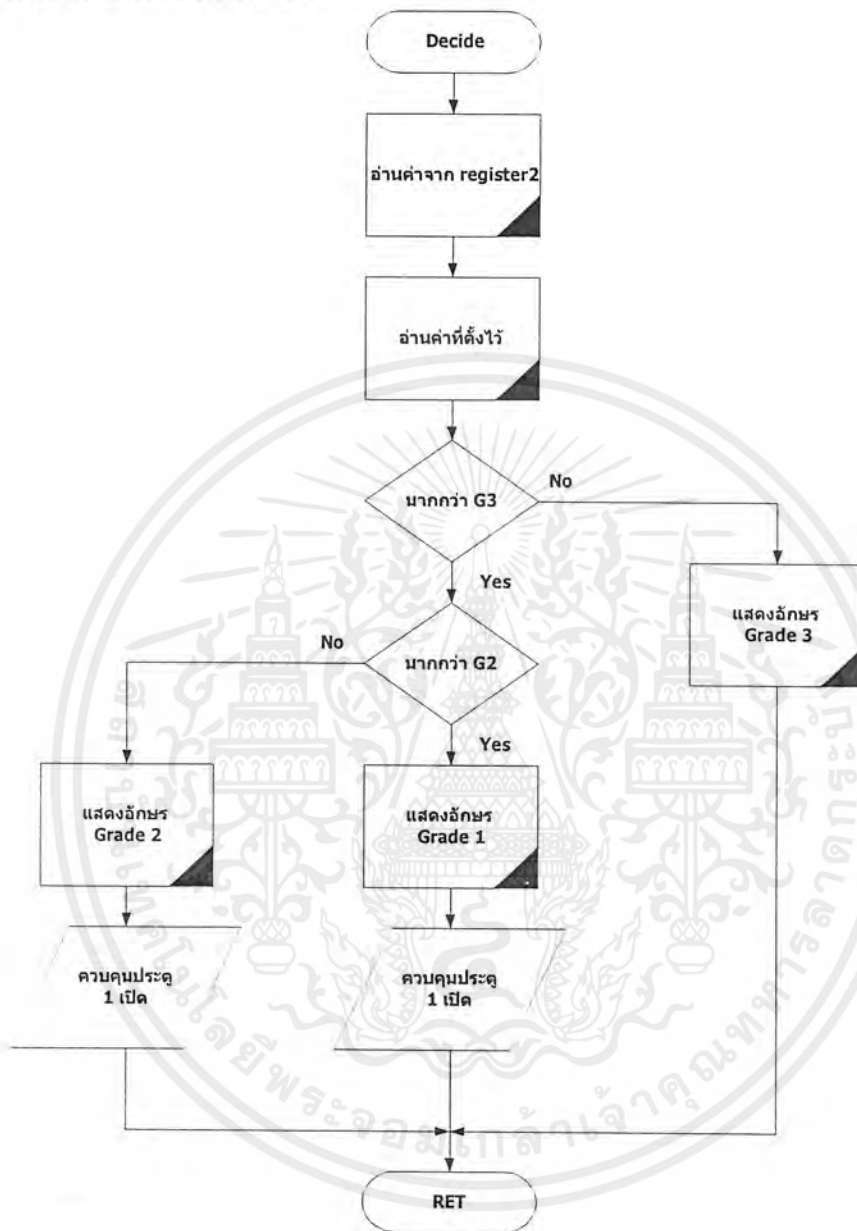 Decide
อ่านค่าจาก register2
อ่านค่าที่ตั้งไว้
มากกว่า G3
No
Yes
แสดงอักษร
Grade 3
มากกว่า G2
No
Yes
แสดงอักษร
Grade 2
แสดงอักษร
Grade 1
ควบคุมประตู
1 เปิด
ควบคุมประตู
1 เปิด
RET